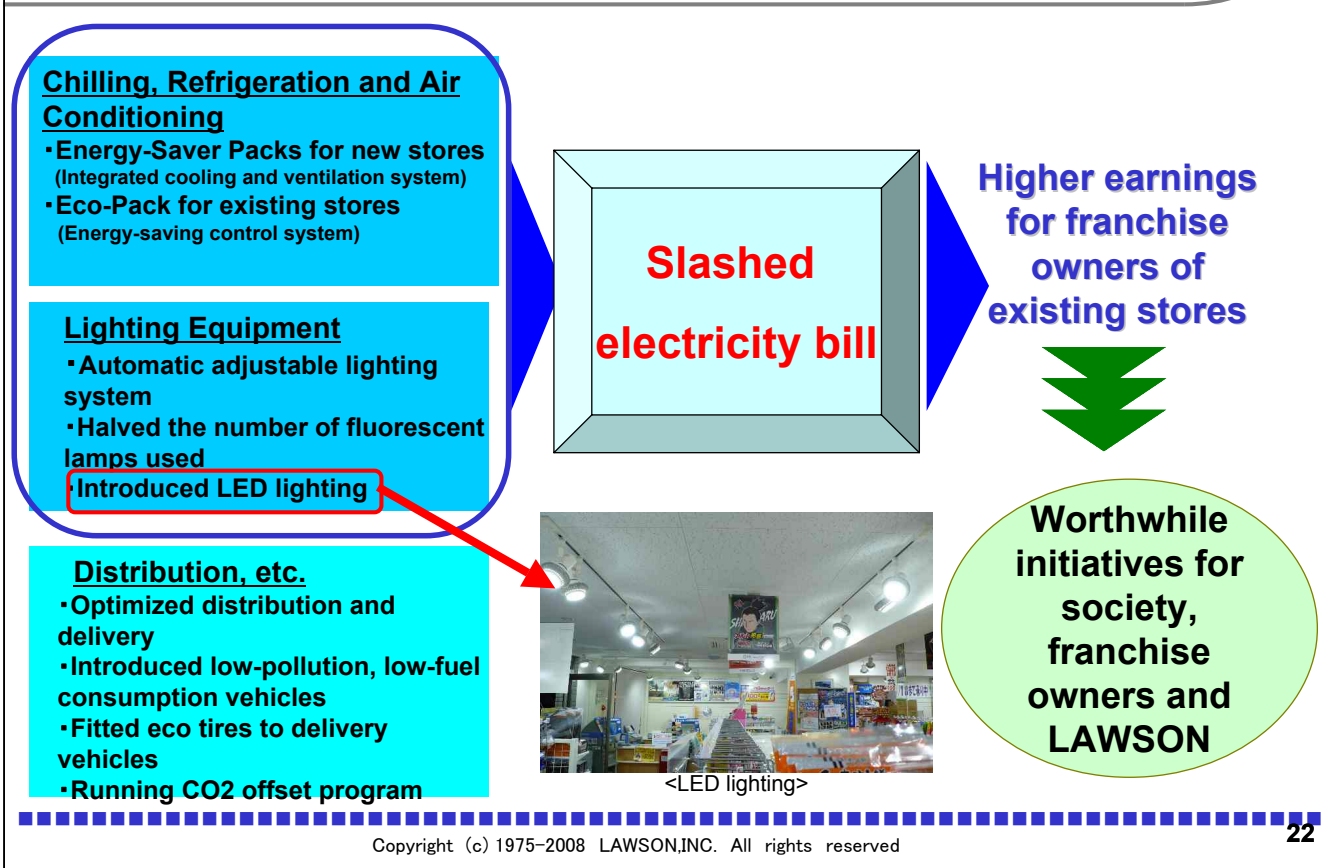 Chilling, Refrigeration and Air
Conditioning
・Energy-Saver Packs for new stores
(Integrated cooling and ventilation system)
・Eco-Pack for existing stores
(Energy-saving control system)
Lighting Equipment
・Automatic adjustable lighting
system
・Halved the number of fluorescent
lamps used
・Introduced LED lighting
Distribution, etc.
・Optimized distribution and
delivery
・Introduced low-pollution, low-fuel
consumption vehicles
・Fitted eco tires to delivery
vehicles
・Running CO2 offset program
Slashed
electricity bill
<LED lighting>
Higher earnings
for franchise
owners of
existing stores
Worthwhile
initiatives for
society,
franchise
owners and
LAWSON
Copyright (c) 1975-2008 LAWSON,INC. All rights reserved
22